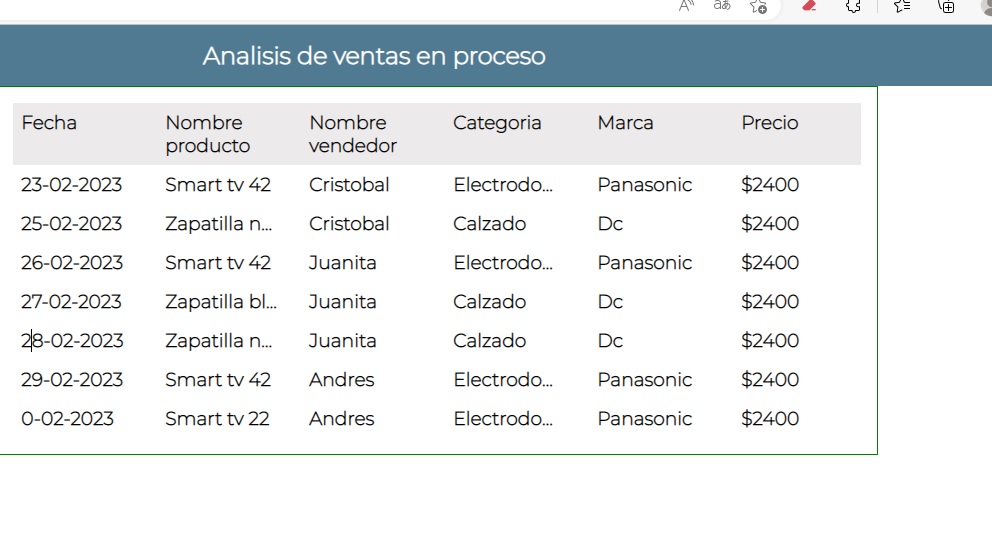 Analisis de ventas en proceso
Fecha Nombre producto Nombre vendedor Categoria Marca Precio
23-02-2023 Smart tv 42 Cristobal Electrodo... Panasonic $2400
25-02-2023 Zapatilla n... Cristobal Calzado Dc $2400
26-02-2023 Smart tv 42 Juanita Electrodo... Panasonic $2400
27-02-2023 Zapatilla bl... Juanita Calzado Dc $2400
28-02-2023 Zapatilla n... Juanita Calzado Dc $2400
29-02-2023 Smart tv 42 Andres Electrodo... Panasonic $2400
0-02-2023 Smart tv 22 Andres Electrodo... Panasonic $2400